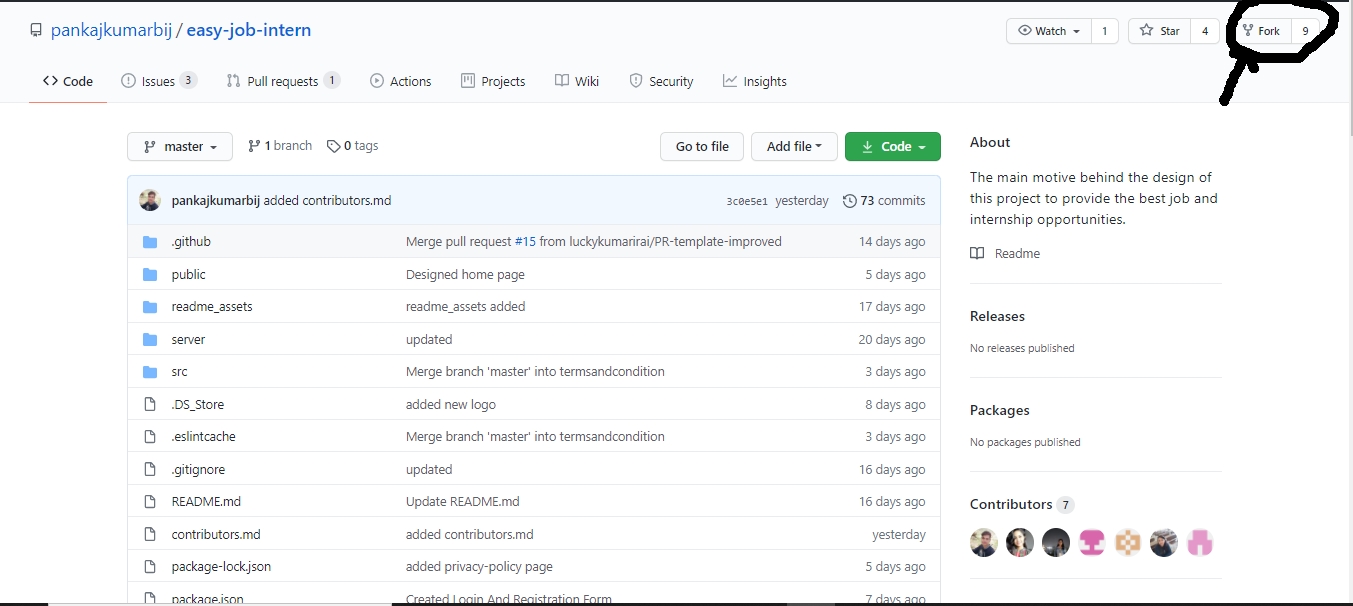 pankajkumarbij / easy-job-intern
Watch 1 Star 4 Fork 9
Code Issues 3 Pull requests 1 Actions Projects Wiki Security Insights
master 1 branch 0 tags Go to file Add file Code
pankajkumarbij added contributors.md 3c0e5e1 yesterday 73 commits
.github Merge pull request #15 from luckykumarirai/PR-template-improved 14 days ago
public Designed home page 5 days ago
readme_assets readme_assets added 17 days ago
server updated 20 days ago
src Merge branch 'master' into termsandcondition 3 days ago
.DS_Store added new logo 8 days ago
.eslintcache Merge branch 'master' into termsandcondition 3 days ago
.gitignore updated 16 days ago
README.md Update README.md 16 days ago
contributors.md added contributors.md yesterday
package-lock.json added privacy-policy page 5 days ago
package.json Created Login And Registration Form 7 days ago
About
The main motive behind the design of
this project to provide the best job and
internship opportunities.
Readme
Releases
No releases published
Packages
No packages published
Contributors 7